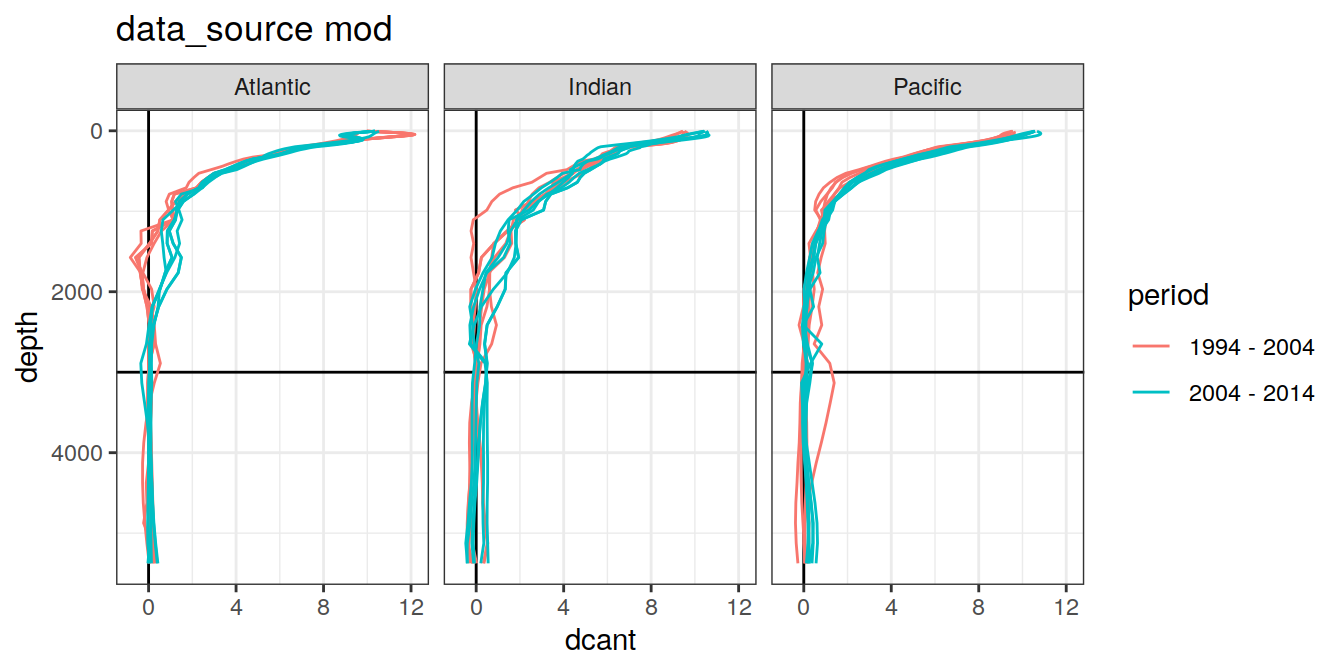 data_source mod
Atlantic Indian Pacific
0
2000
4000
depth
0 4 8 12 0 4 8 12 0 4 8 12
dcant
period
1994 - 2004
2004 - 2014